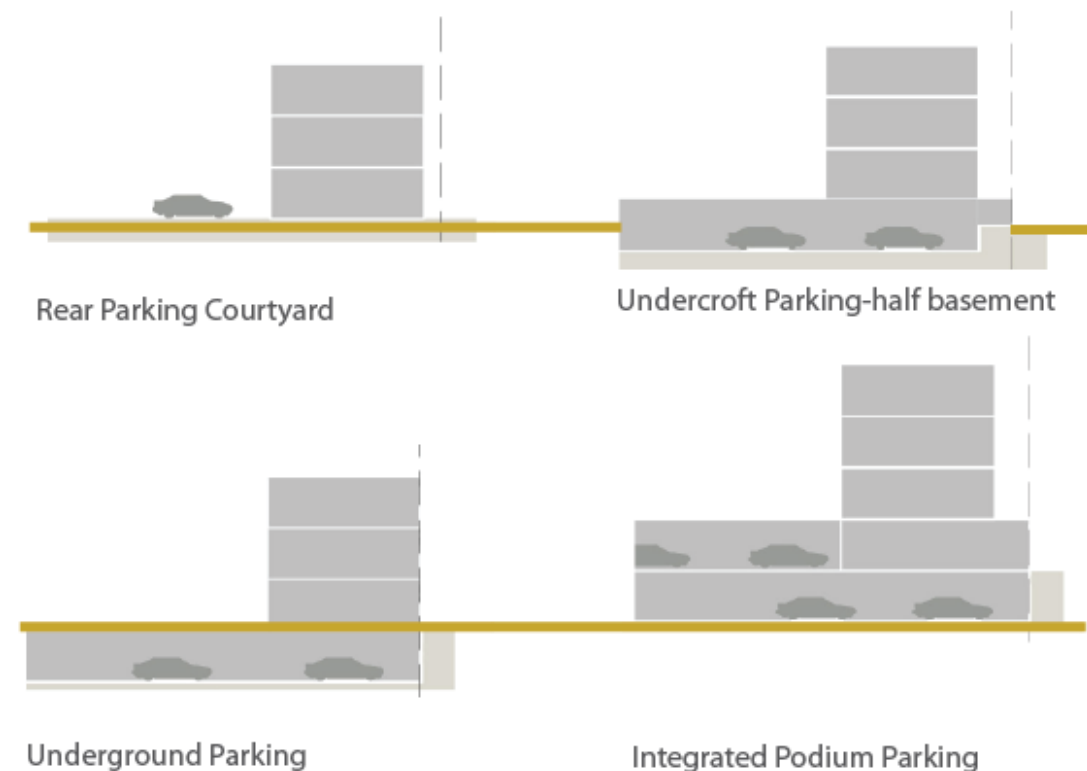 Rear Parking Courtyard
Undercroft Parking-half basement
Underground Parking
Integrated Podium Parking